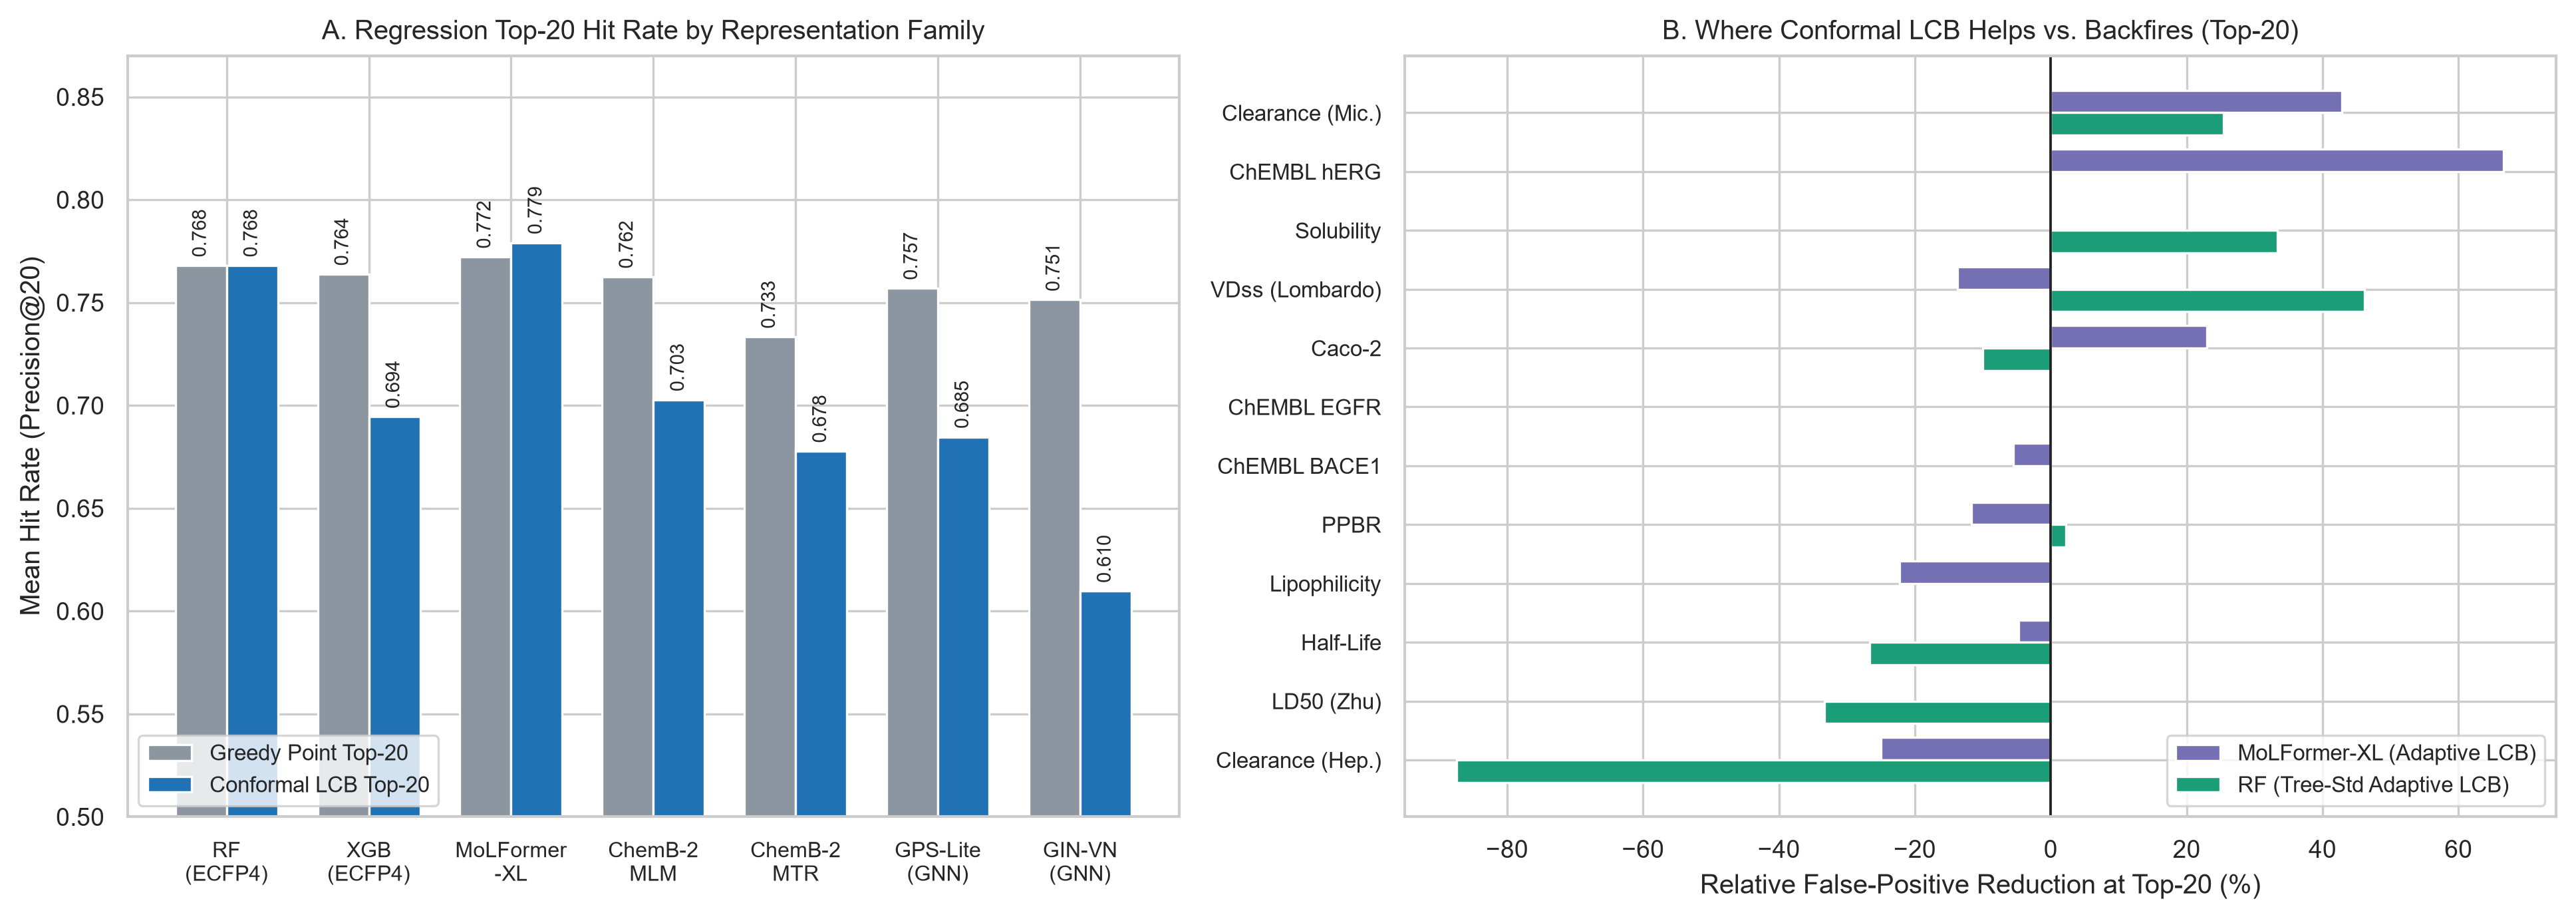 A. Regression Top-20 Hit Rate by Representation Family
Mean Hit Rate (Precision@20)
0.85
0.80
0.75
0.70
0.65
0.60
0.55
0.50
0.768
0.768
0.764
0.694
0.772
0.779
0.762
0.703
0.733
0.678
0.757
0.685
0.751
0.610
Greedy Point Top-20
Conformal LCB Top-20
RF
(ECFP4)
XGB
(ECFP4)
MoLFormer
-XL
ChemB-2
MLM
ChemB-2
MTR
GPS-Lite
(GNN)
GIN-VN
(GNN)
B. Where Conformal LCB Helps vs. Backfires (Top-20)
Clearance (Mic.)
ChEMBL hERG
Solubility
VDss (Lombardo)
Caco-2
ChEMBL EGFR
ChEMBL BACE1
PPBR
Lipophilicity
Half-Life
LD50 (Zhu)
Clearance (Hep.)
MoLFormer-XL (Adaptive LCB)
RF (Tree-Std Adaptive LCB)
−80
−60
−40
−20
0
20
40
60
Relative False-Positive Reduction at Top-20 (%)